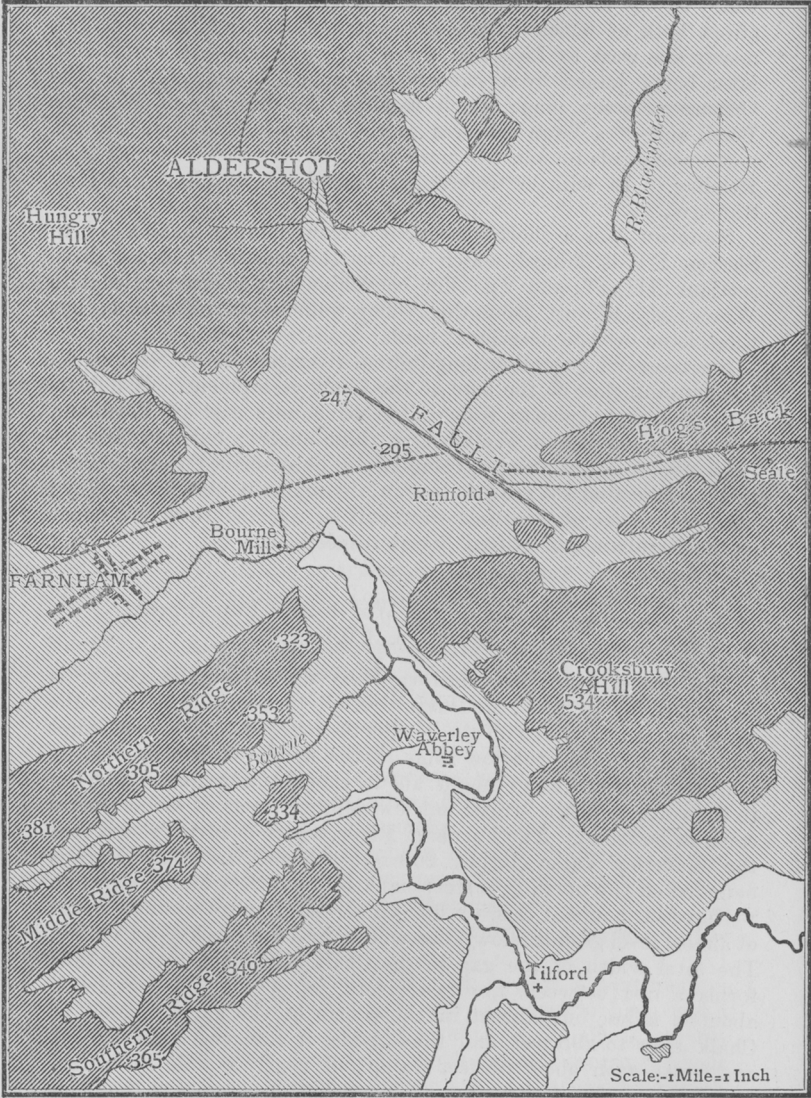 ALDERSHOT
R. Blackwater
Hungry
Hill
247
FAULT
Hogs Back
295
Seale
Runfold
Bourne
Mill
FARNHAM
323
Crooksbury
Hill
534
Northern Ridge
353
365
Bourne
Waverley
Abbey
334
381
374
Middle Ridge
349
Tilford
Southern Ridge
365
Scale:-1 Mile=1 Inch